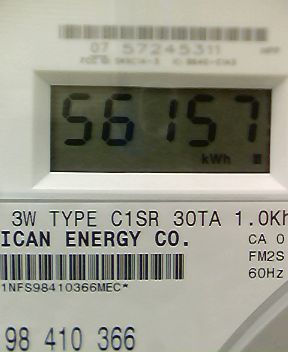 07 57245311
56157
kWh
3W TYPE C1SR 30TA 1.0Kh
ICAN ENERGY CO.
CA 0
FM2S
60Hz
1NFS98410366MEC*
98 410 366